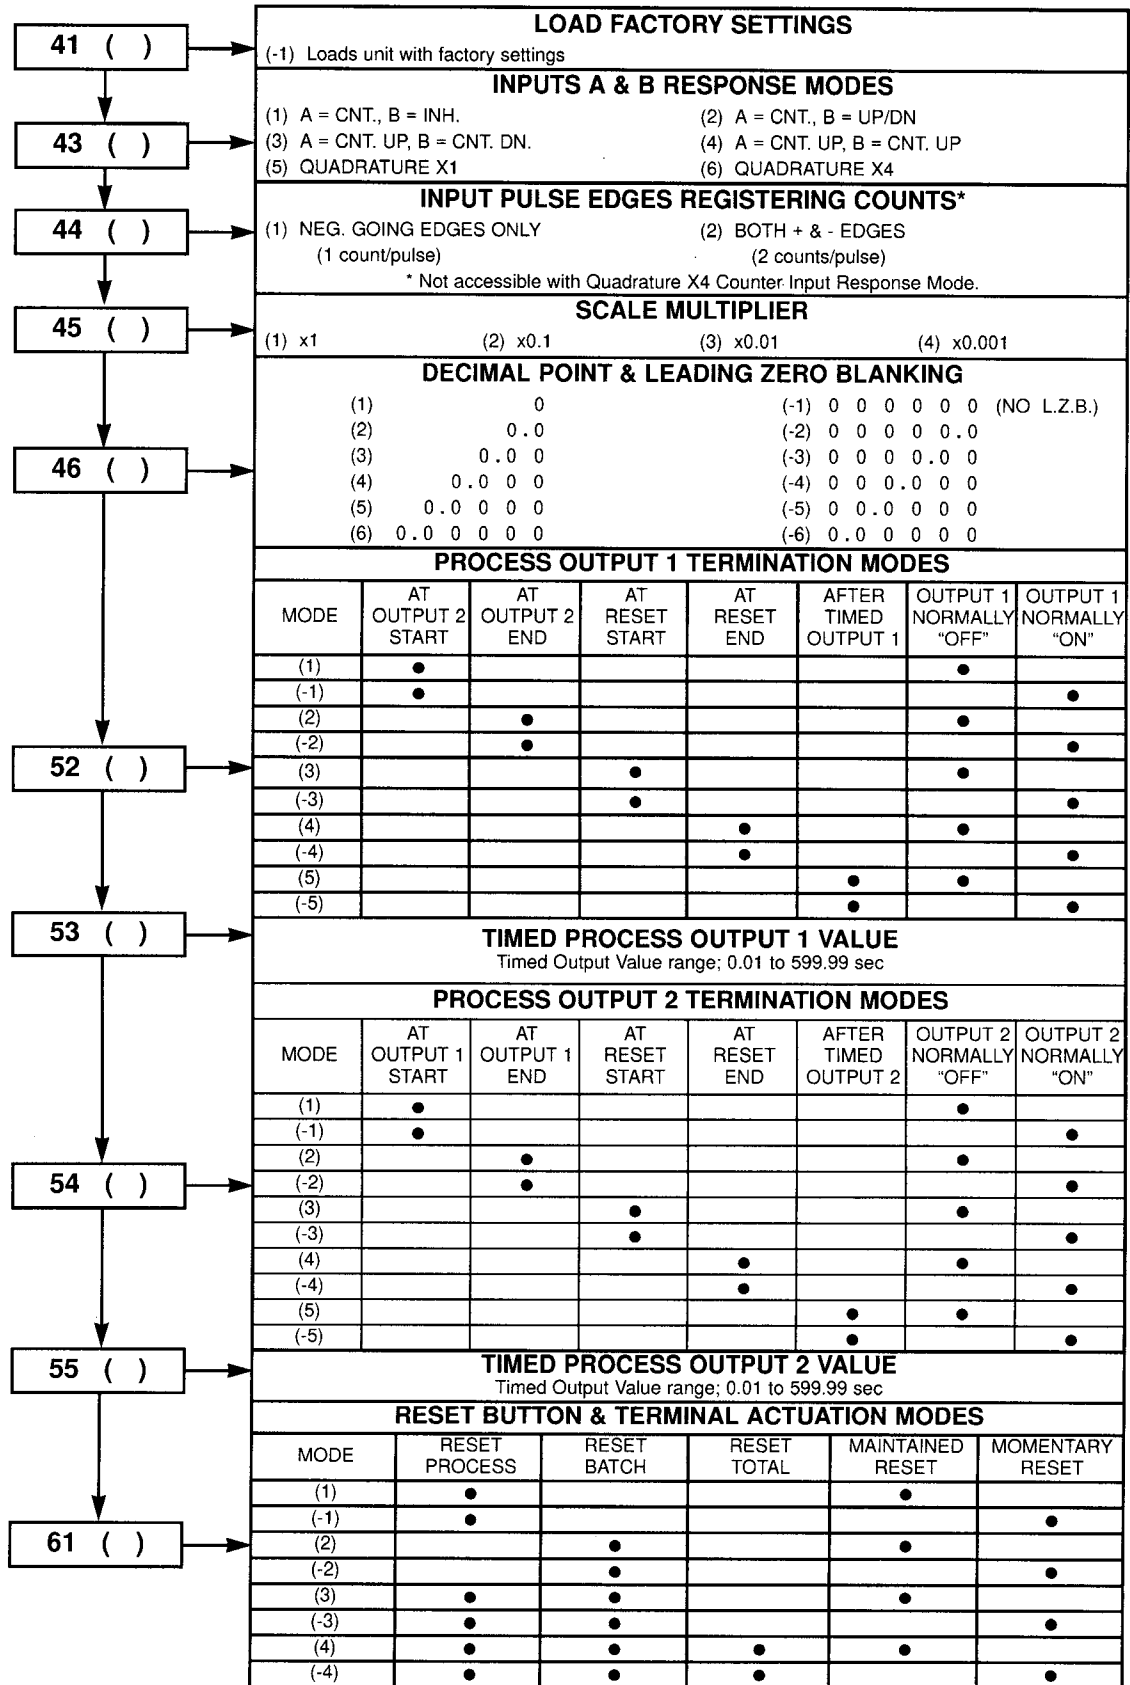 41 ( )
LOAD FACTORY SETTINGS
(-1) Loads unit with factory settings
43 ( )
INPUTS A & B RESPONSE MODES
(1) A = CNT., B = INH. (2) A = CNT., B = UP/DN
(3) A = CNT. UP, B = CNT. DN. (4) A = CNT. UP, B = CNT. UP
(5) QUADRATURE X1 (6) QUADRATURE X4
44 ( )
INPUT PULSE EDGES REGISTERING COUNTS*
(1) NEG. GOING EDGES ONLY (2) BOTH + & - EDGES
(1 count/pulse) (2 counts/pulse)
* Not accessible with Quadrature X4 Counter Input Response Mode.
45 ( )
SCALE MULTIPLIER
(1) x1 (2) x0.1 (3) x0.01 (4) x0.001
46 ( )
DECIMAL POINT & LEADING ZERO BLANKING
(1) 0 (-1) 0 0 0 0 0 0 (NO L.Z.B.)
(2) 0.0 (-2) 0 0 0 0 0.0
(3) 0.0 0 (-3) 0 0 0 0.0 0
(4) 0.0 0 0 (-4) 0 0 0.0 0 0
(5) 0.0 0 0 0 (-5) 0 0.0 0 0 0
(6) 0.0 0 0 0 0 (-6) 0.0 0 0 0 0
52 ( )
PROCESS OUTPUT 1 TERMINATION MODES
MODE AT OUTPUT 2 START AT OUTPUT 2 END AT RESET START AT RESET END AFTER TIMED OUTPUT 1 OUTPUT 1 NORMALLY "OFF" OUTPUT 1 NORMALLY "ON"
(1) ● ●
(-1) ● ●
(2) ● ●
(-2) ● ●
(3) ● ●
(-3) ● ●
(4) ● ●
(-4) ● ●
(5) ● ●
(-5) ● ●
53 ( )
TIMED PROCESS OUTPUT 1 VALUE
Timed Output Value range; 0.01 to 599.99 sec
54 ( )
PROCESS OUTPUT 2 TERMINATION MODES
MODE AT OUTPUT 1 START AT OUTPUT 1 END AT RESET START AT RESET END AFTER TIMED OUTPUT 2 OUTPUT 2 NORMALLY "OFF" OUTPUT 2 NORMALLY "ON"
(1) ● ●
(-1) ● ●
(2) ● ●
(-2) ● ●
(3) ● ●
(-3) ● ●
(4) ● ●
(-4) ● ●
(5) ● ●
(-5) ● ●
55 ( )
TIMED PROCESS OUTPUT 2 VALUE
Timed Output Value range; 0.01 to 599.99 sec
61 ( )
RESET BUTTON & TERMINAL ACTUATION MODES
MODE RESET PROCESS RESET BATCH RESET TOTAL MAINTAINED RESET MOMENTARY RESET
(1) ● ●
(-1) ● ●
(2) ● ●
(-2) ● ●
(3) ● ● ●
(-3) ● ● ●
(4) ● ● ● ●
(-4) ● ● ● ●